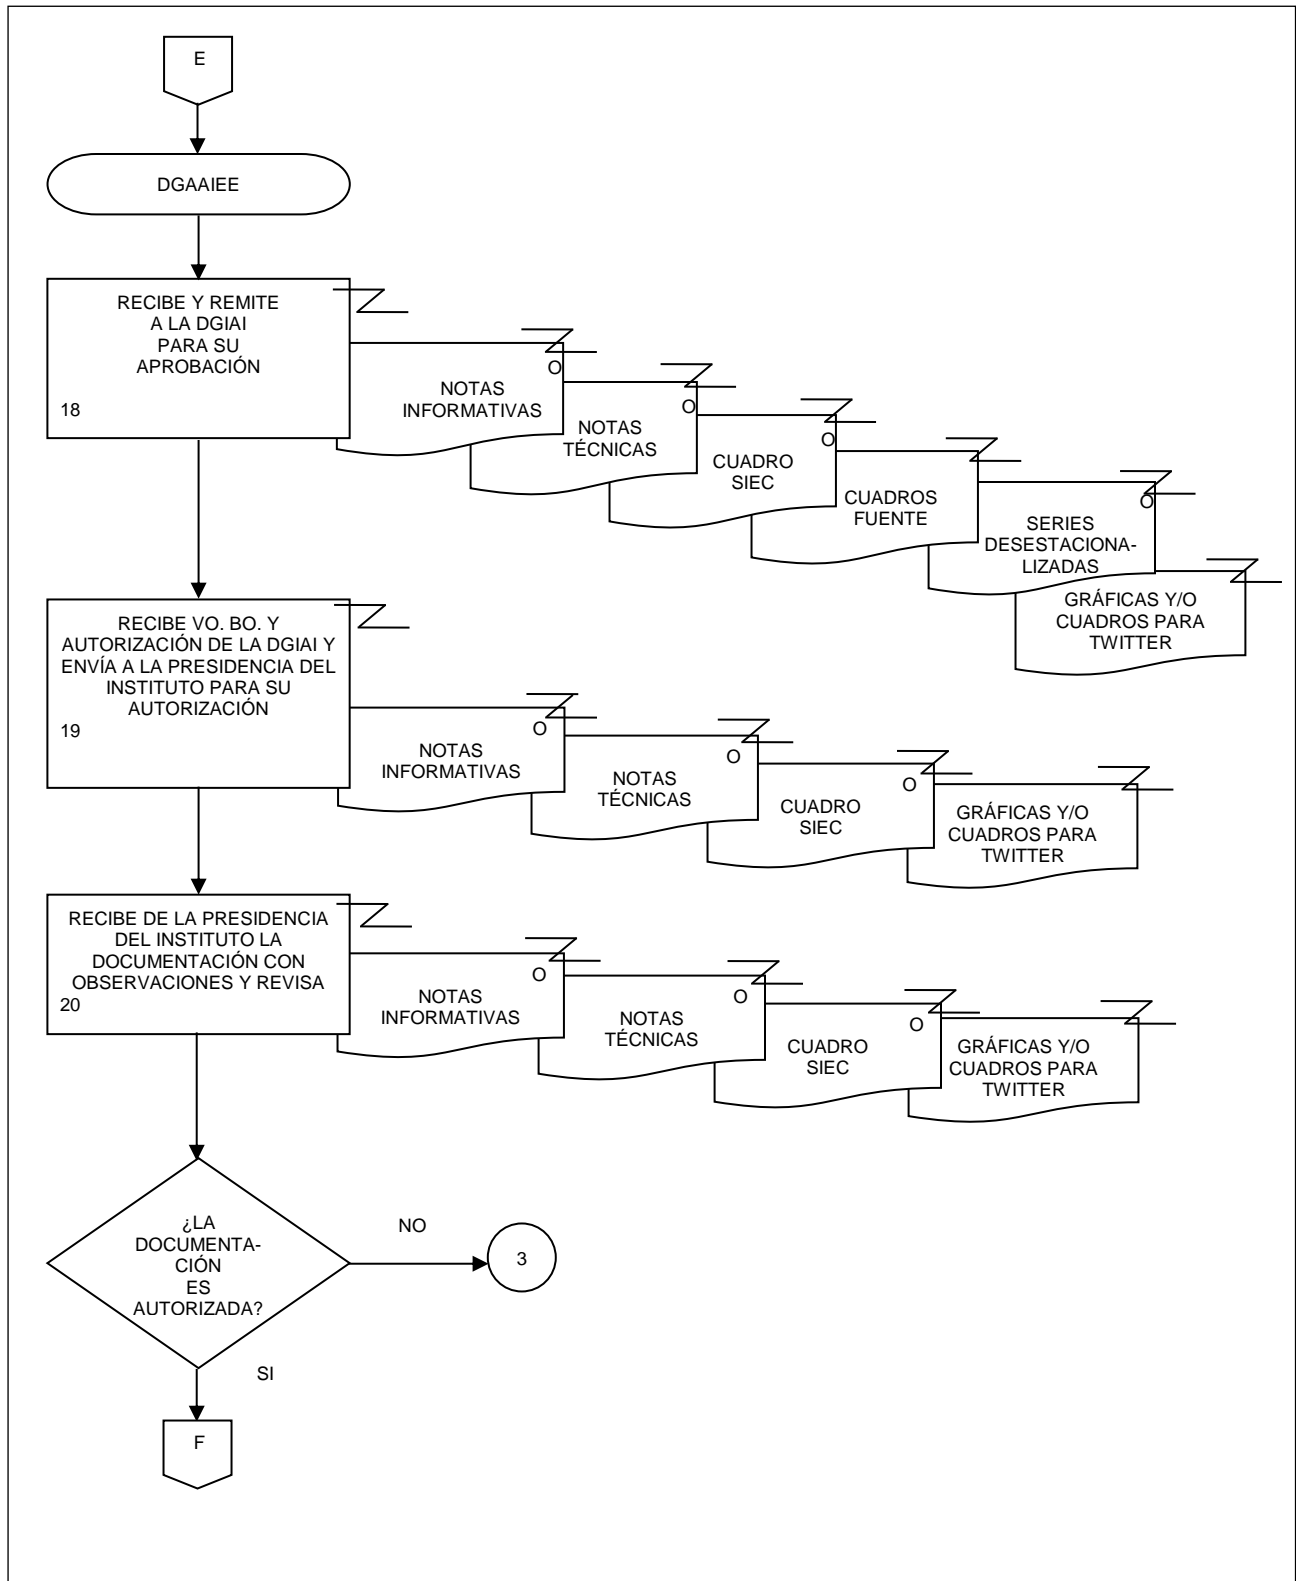 E
DGAAIEE
RECIBE Y REMITE
A LA DGIAI
PARA SU
APROBACIÓN
18
O
NOTAS
INFORMATIVAS
O
NOTAS
TÉCNICAS
O
CUADRO
SIEC
CUADROS
FUENTE
O
SERIES
DESESTACIONA-
LIZADAS
GRÁFICAS Y/O
CUADROS PARA
TWITTER
RECIBE VO. BO. Y
AUTORIZACIÓN DE LA DGIAI Y
ENVÍA A LA PRESIDENCIA DEL
INSTITUTO PARA SU
AUTORIZACIÓN
19
O
NOTAS
INFORMATIVAS
O
NOTAS
TÉCNICAS
O
CUADRO
SIEC
GRÁFICAS Y/O
CUADROS PARA
TWITTER
RECIBE DE LA PRESIDENCIA
DEL INSTITUTO LA
DOCUMENTACIÓN CON
OBSERVACIONES Y REVISA
20
O
NOTAS
INFORMATIVAS
O
NOTAS
TÉCNICAS
O
CUADRO
SIEC
GRÁFICAS Y/O
CUADROS PARA
TWITTER
¿LA
DOCUMENTA-
CIÓN
ES
AUTORIZADA?
NO
3
SI
F